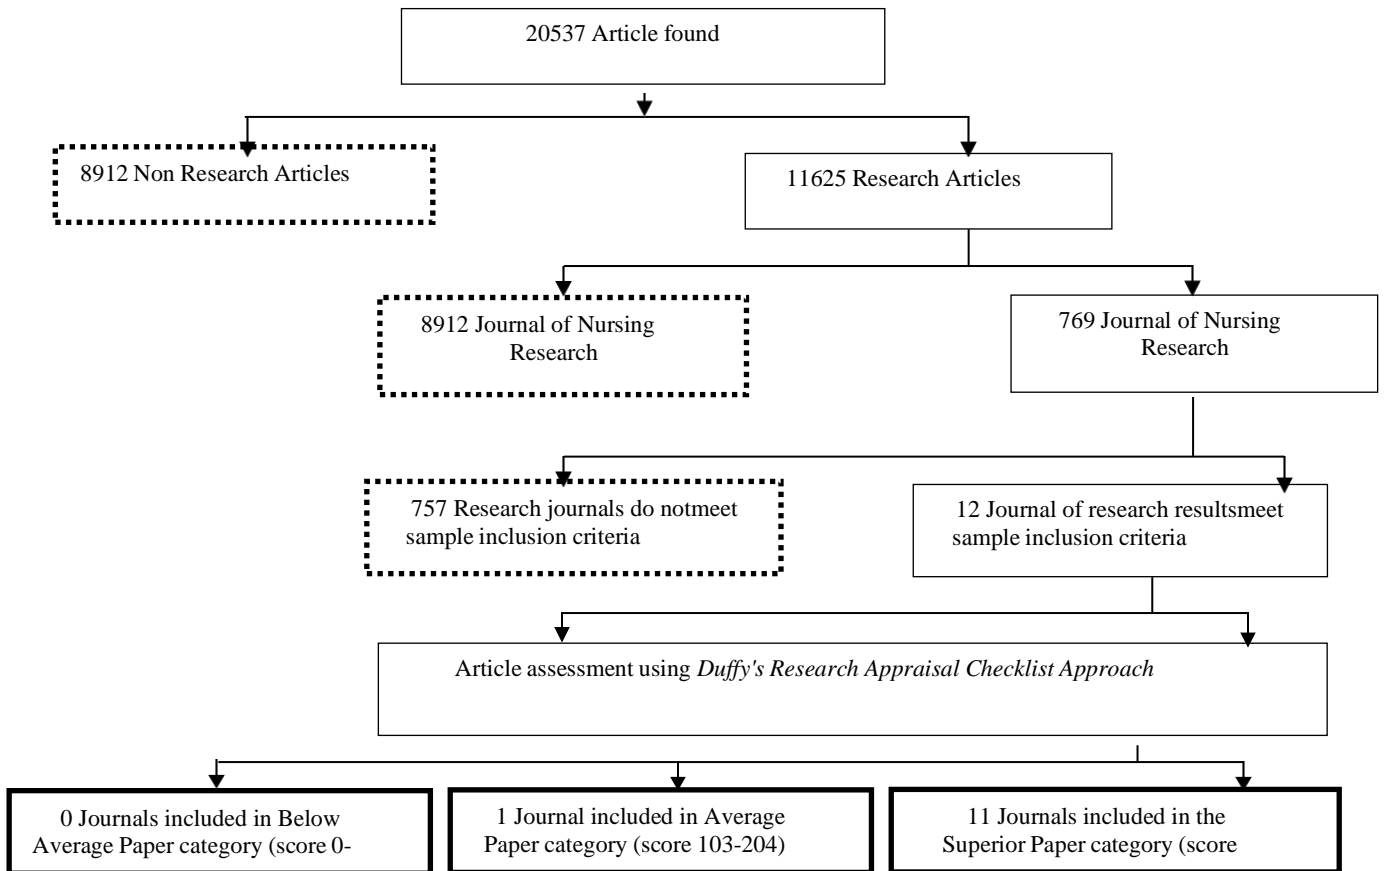 20537 Article found
8912 Non Research Articles
11625 Research Articles
8912 Journal of Nursing
Research
769 Journal of Nursing
Research
757 Research journals do notmeet
sample inclusion criteria
12 Journal of research resultsmeet
sample inclusion criteria
Article assessment using Duffy's Research Appraisal Checklist Approach
0 Journals included in Below
Average Paper category (score 0-
1 Journal included in Average
Paper category (score 103-204)
11 Journals included in the
Superior Paper category (score